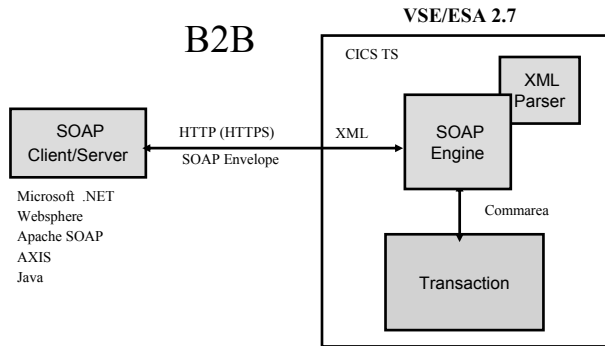 VSE/ESA 2.7
B2B
CICS TS
XML
Parser
SOAP
Client/Server
HTTP (HTTPS)
SOAP Envelope
XML
SOAP
Engine
Microsoft .NET
Websphere
Apache SOAP
AXIS
Java
Commarea
Transaction